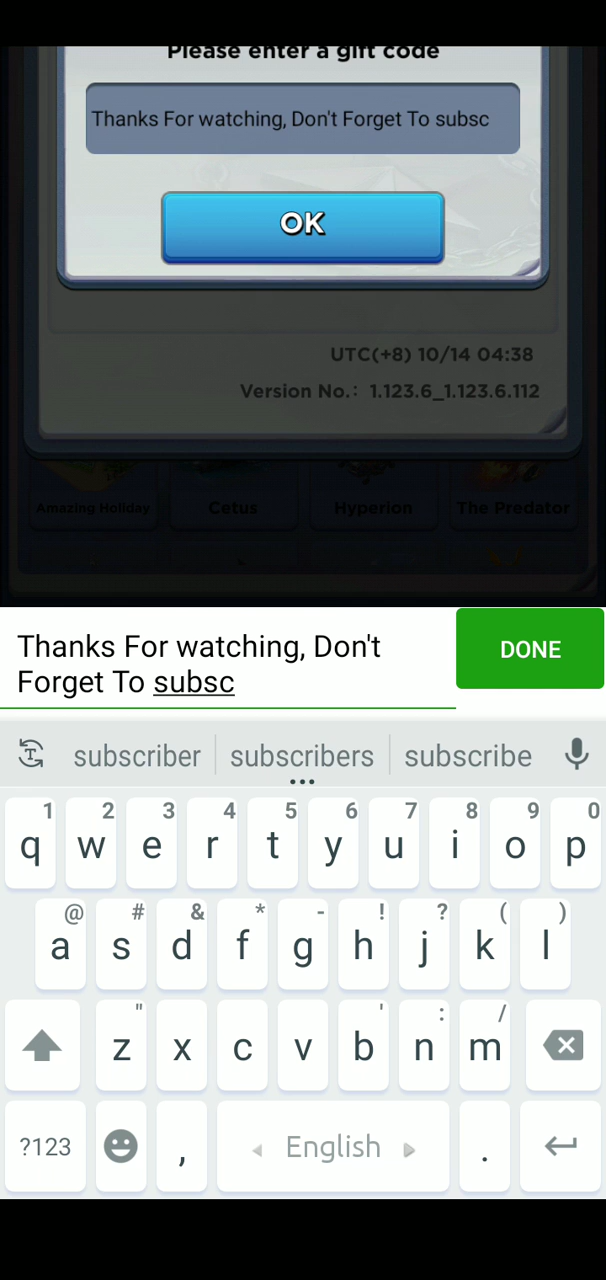 Please enter a gift code
Thanks For watching, Don't Forget To subsc
OK
UTC(+8) 10/14 04:38
Version No.: 1.123.6_1.123.6.112
Amazing Holiday Cetus Hyperion The Predator
Thanks For watching, Don't
Forget To subsc
DONE
subscriber subscribers subscribe
1 2 3 4 5 6 7 8 9 0
q w e r t y u i o p
@ # & * - ! ? ( )
a s d f g h j k l
" ' : /
z x c v b n m
?123 , English .